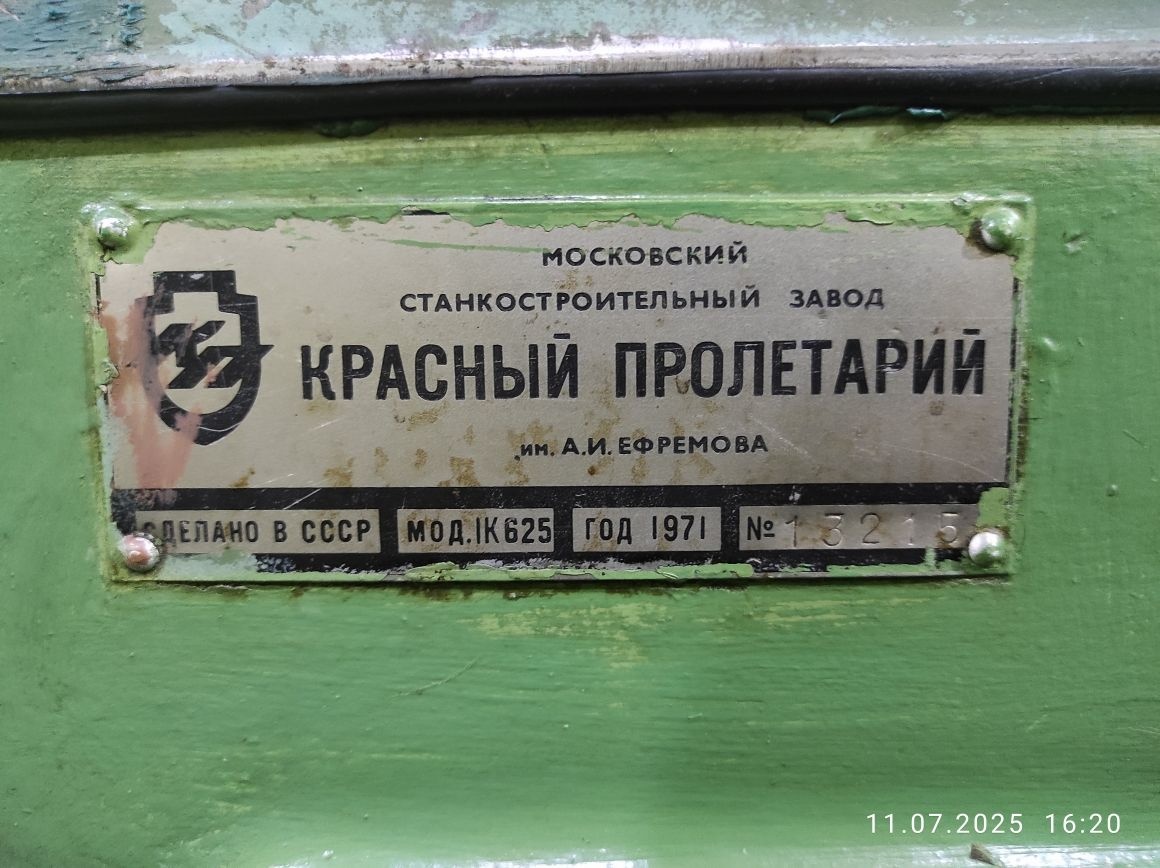 МОСКОВСКИЙ
СТАНКОСТРОИТЕЛЬНЫЙ ЗАВОД
КРАСНЫЙ ПРОЛЕТАРИЙ
им. А.И. ЕФРЕМОВА
СДЕЛАНО В СССР МОД. 1К625 ГОД 1971 № 13215
11.07.2025 16:20